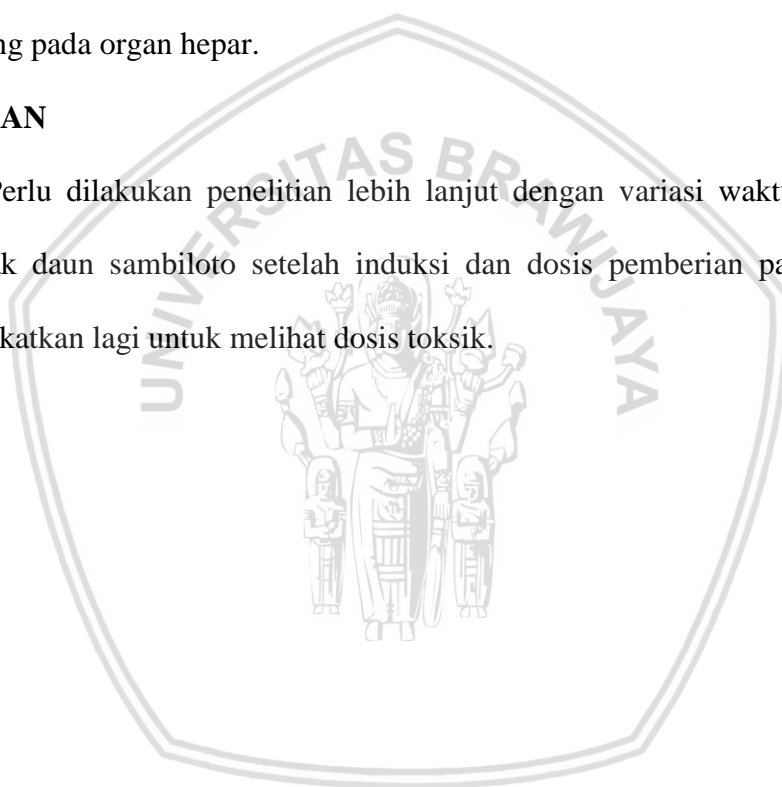 ng pada organ hepar.
AN
Perlu dilakukan penelitian lebih lanjut dengan variasi wakt
k daun sambiloto setelah induksi dan dosis pemberian pa
katkan lagi untuk melihat dosis toksik.
UNIVERSITAS BRAWIJAYA